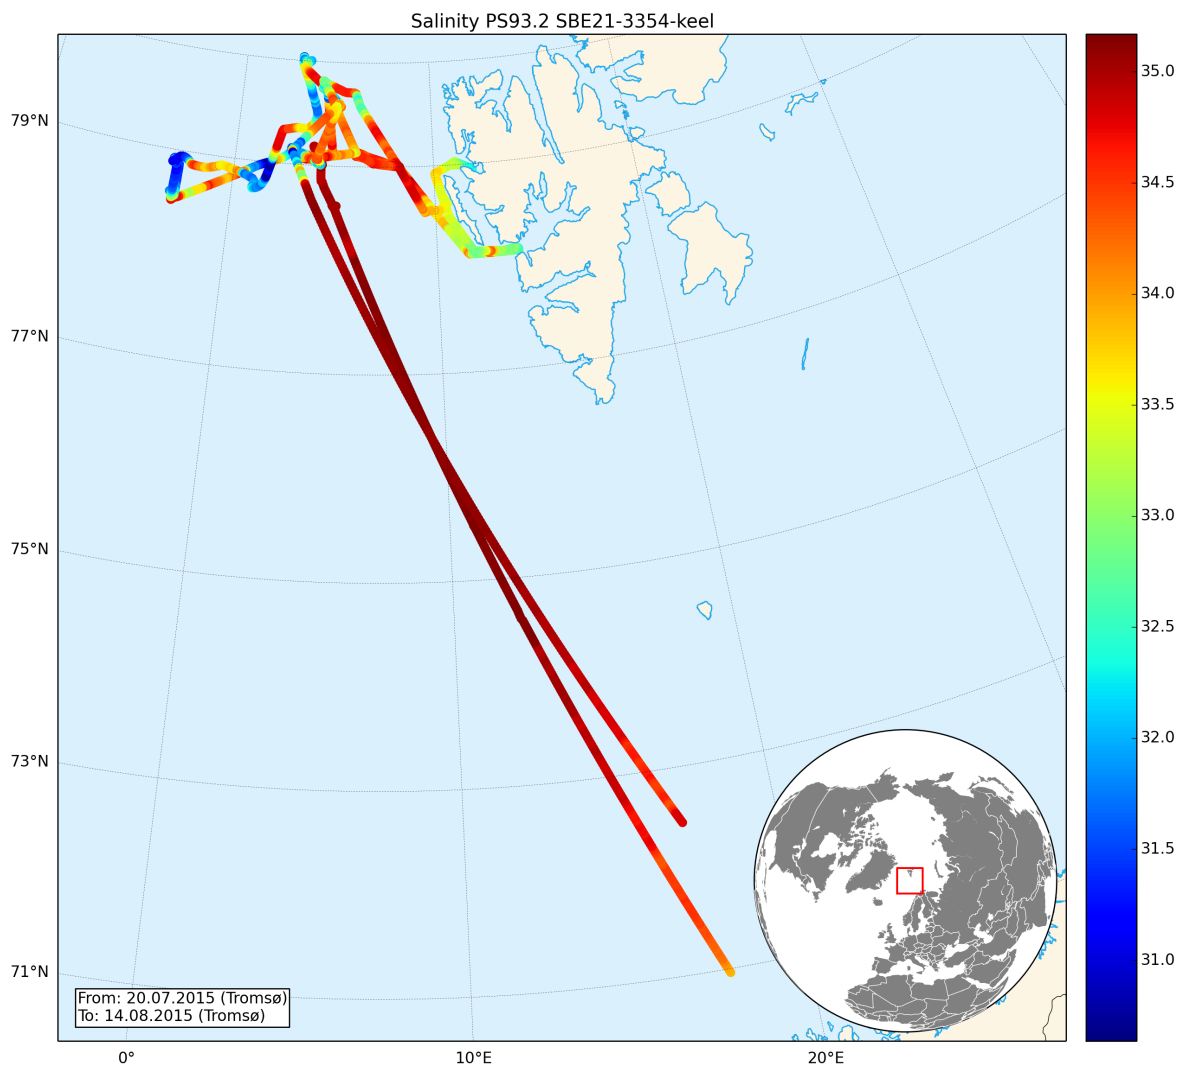 Salinity PS93.2 SBE21-3354-keel
79°N
77°N
75°N
73°N
71°N
0°
10°E
20°E
From: 20.07.2015 (Tromsø)
To: 14.08.2015 (Tromsø)
35.0
34.5
34.0
33.5
33.0
32.5
32.0
31.5
31.0